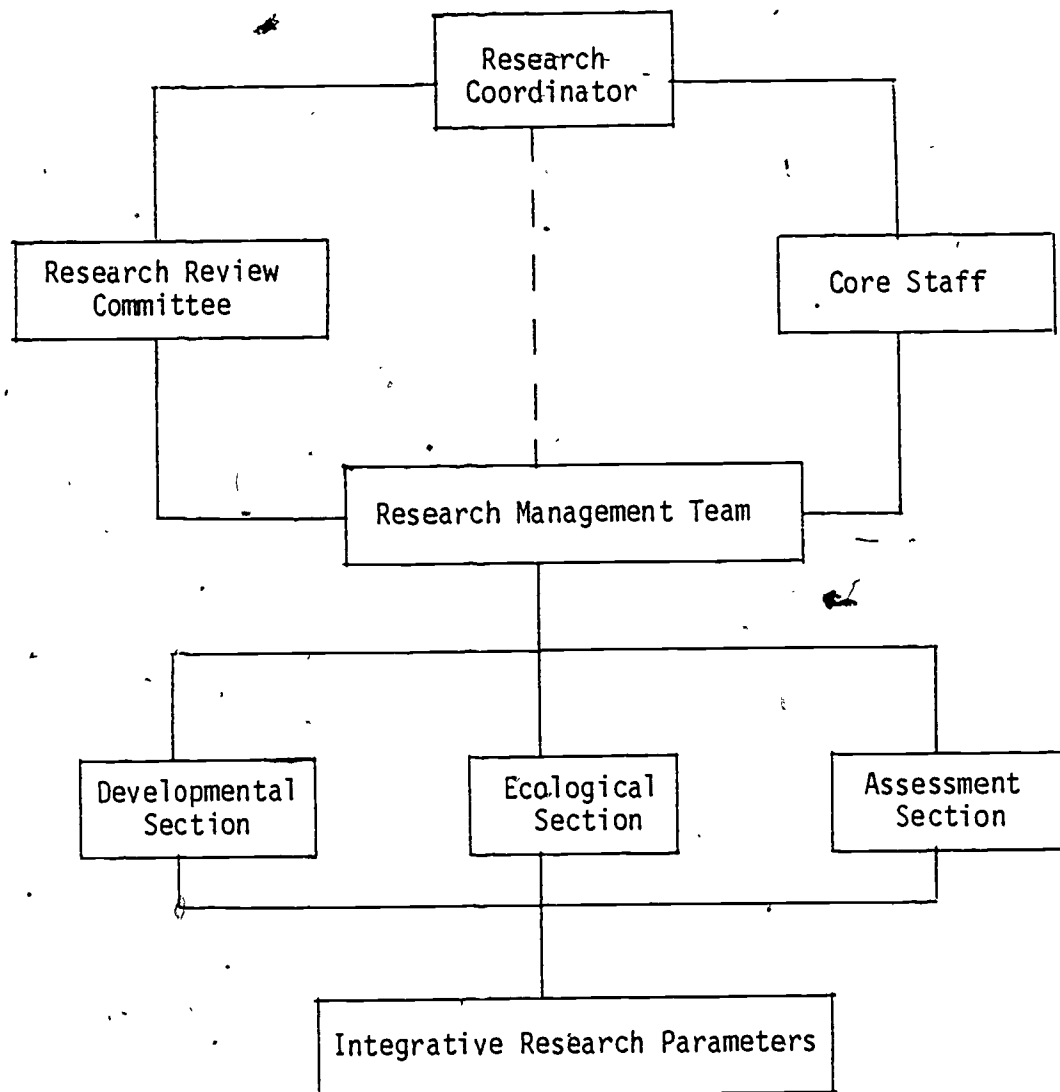 Research
Coordinator
Research Review
Committee
Core Staff
Research Management Team
Developmental
Section
Ecological
Section
Assessment
Section
Integrative Research Parameters